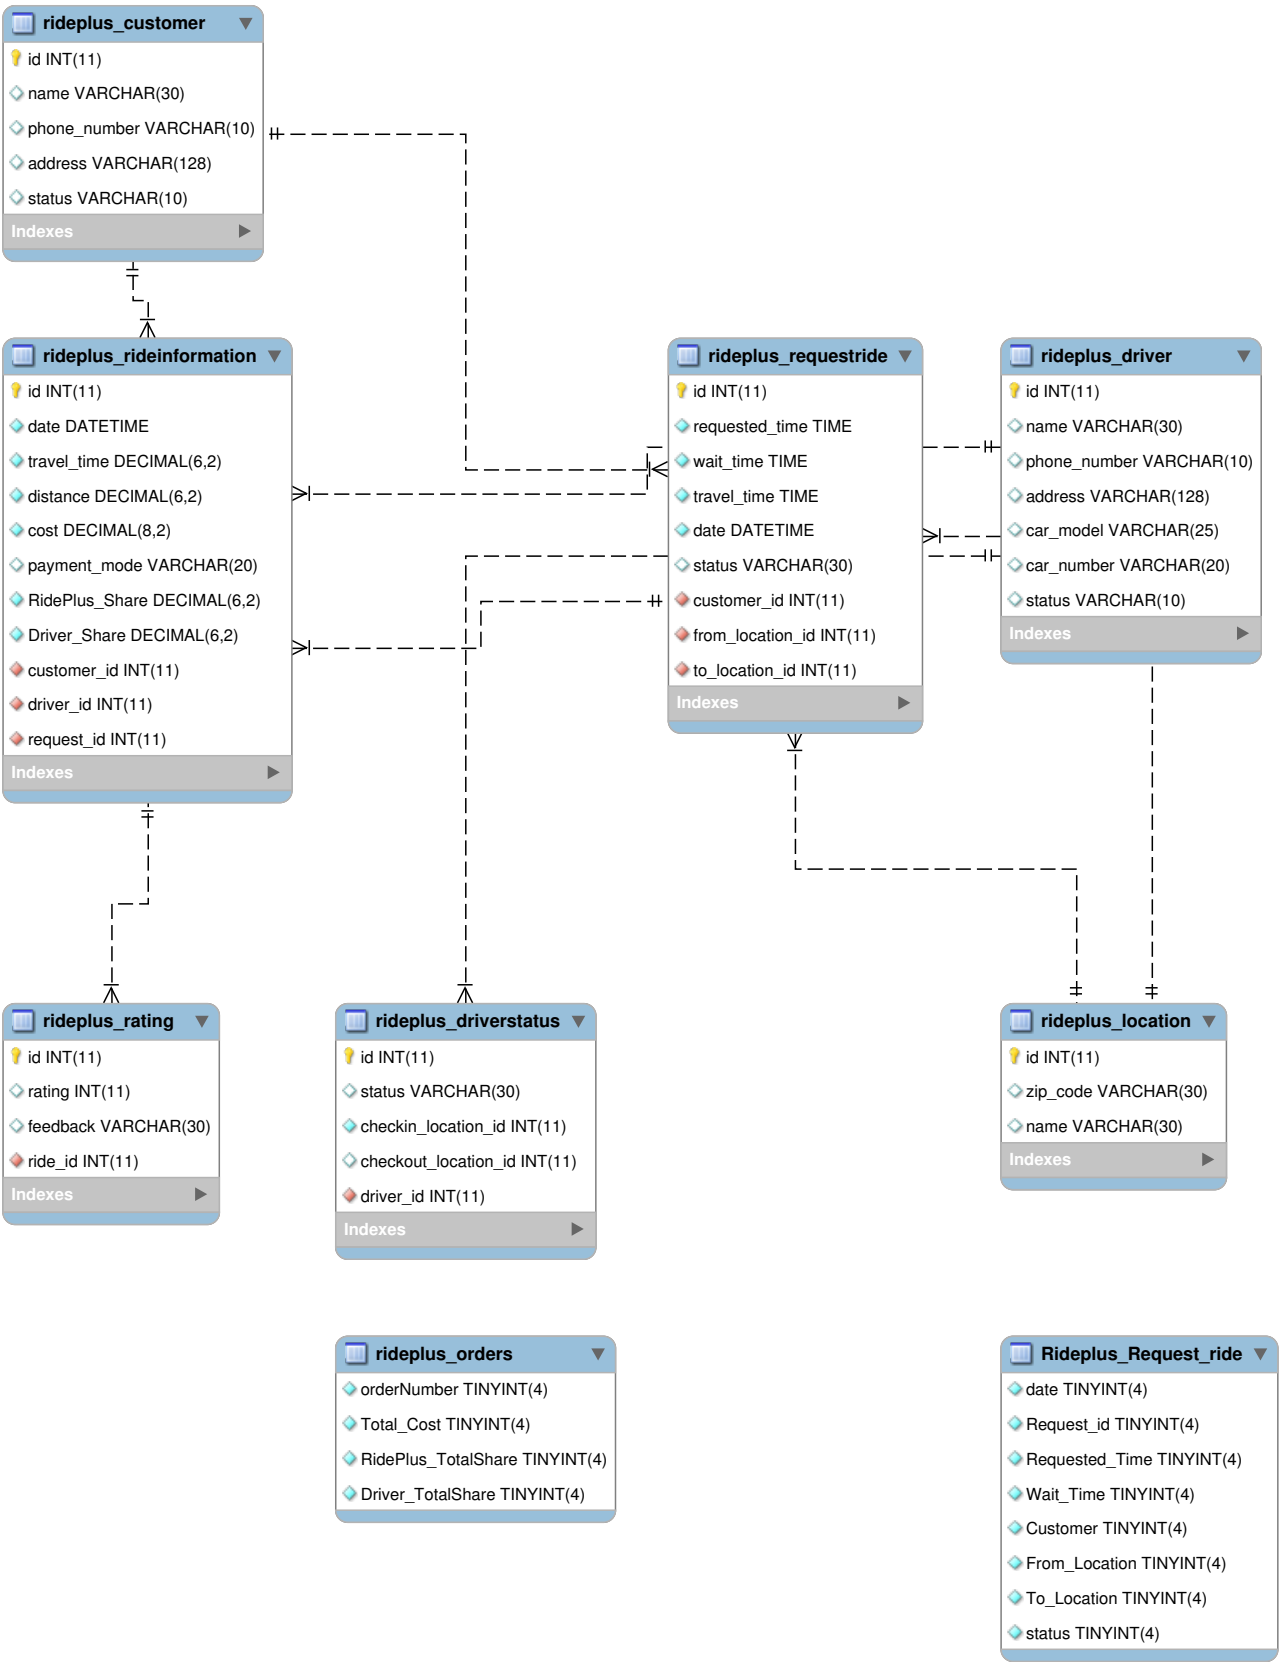 rideplus_customer
id INT(11)
name VARCHAR(30)
phone_number VARCHAR(10)
address VARCHAR(128)
status VARCHAR(10)
Indexes
rideplus_rideinformation
id INT(11)
date DATETIME
travel_time DECIMAL(6,2)
distance DECIMAL(6,2)
cost DECIMAL(8,2)
payment_mode VARCHAR(20)
RidePlus_Share DECIMAL(6,2)
Driver_Share DECIMAL(6,2)
customer_id INT(11)
driver_id INT(11)
request_id INT(11)
Indexes
rideplus_requestride
id INT(11)
requested_time TIME
wait_time TIME
travel_time TIME
date DATETIME
status VARCHAR(30)
customer_id INT(11)
from_location_id INT(11)
to_location_id INT(11)
Indexes
rideplus_driver
id INT(11)
name VARCHAR(30)
phone_number VARCHAR(10)
address VARCHAR(128)
car_model VARCHAR(25)
car_number VARCHAR(20)
status VARCHAR(10)
Indexes
rideplus_rating
id INT(11)
rating INT(11)
feedback VARCHAR(30)
ride_id INT(11)
Indexes
rideplus_driverstatus
id INT(11)
status VARCHAR(30)
checkin_location_id INT(11)
checkout_location_id INT(11)
driver_id INT(11)
Indexes
rideplus_location
id INT(11)
zip_code VARCHAR(30)
name VARCHAR(30)
Indexes
rideplus_orders
orderNumber TINYINT(4)
Total_Cost TINYINT(4)
RidePlus_TotalShare TINYINT(4)
Driver_TotalShare TINYINT(4)
Rideplus_Request_ride
date TINYINT(4)
Request_id TINYINT(4)
Requested_Time TINYINT(4)
Wait_Time TINYINT(4)
Customer TINYINT(4)
From_Location TINYINT(4)
To_Location TINYINT(4)
status TINYINT(4)